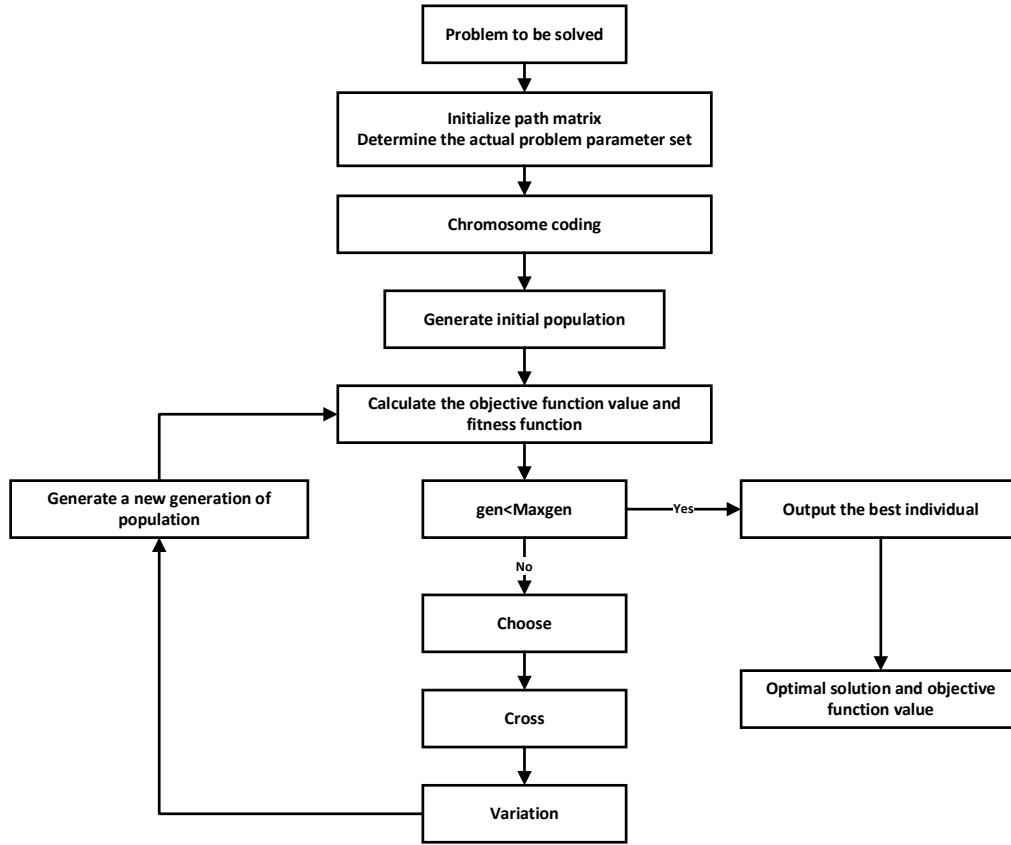 Problem to be solved
Initialize path matrix
Determine the actual problem parameter set
Chromosome coding
Generate initial population
Calculate the objective function value and
fitness function
Generate a new generation of
population
gen<Maxgen
Yes
Output the best individual
No
Choose
Optimal solution and objective
function value
Cross
Variation